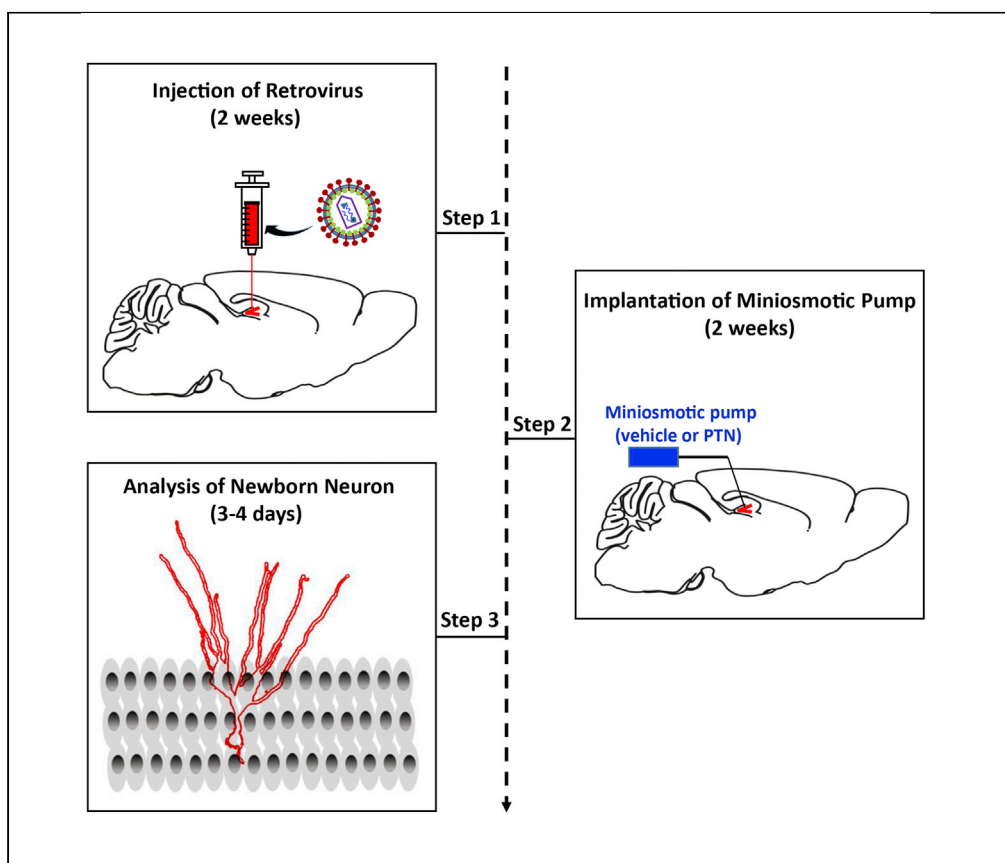 Injection of Retrovirus
(2 weeks)
Step 1
Implantation of Miniosmotic Pump
(2 weeks)
Miniosmotic pump
(vehicle or PTN)
Step 2
Analysis of Newborn Neuron
(3-4 days)
Step 3